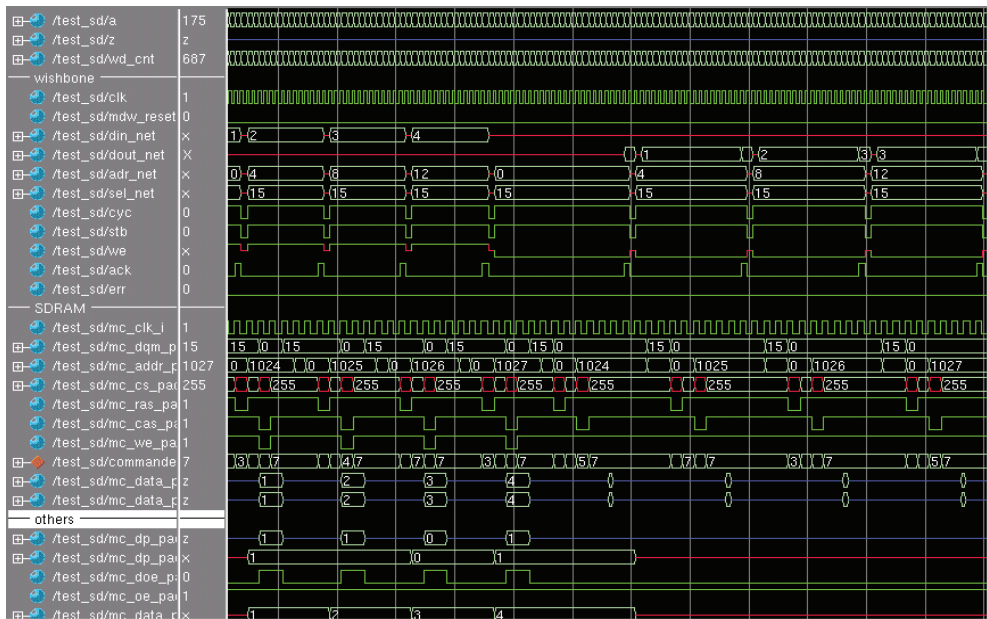 /test_sd/a 175
/test_sd/z z
/test_sd/wd_cnt 687
wishbone
/test_sd/clk 1
/test_sd/mdw_reset 0
/test_sd/din_net x 1 2 3 4
/test_sd/dout_net X 1 2 3 3
/test_sd/adr_net x 0 4 8 12 0 4 8 12
/test_sd/sel_net x 15 15 15 15 15 15 15
/test_sd/cyc 0
/test_sd/stb 0
/test_sd/we x
/test_sd/ack 0
/test_sd/err 0
SDRAM
/test_sd/mc_clk_i 1
/test_sd/mc_dqm_p 15 15 0 15 0 15 0 15 0 15 0 15 0 15 0 15 0
/test_sd/mc_addr_p 1027 0 1024 0 1025 0 1026 0 1027 0 1024 0 1025 0 1026 0 1027
/test_sd/mc_cs_pa 255 255 255 255 255 255 255 255 255
/test_sd/mc_ras_pa 1
/test_sd/mc_cas_pa 1
/test_sd/mc_we_pa 1
/test_sd/commande 7 3 7 4 7 7 7 3 7 5 7 7 7 3 7 5 7
/test_sd/mc_data_p z 1 2 3 4
/test_sd/mc_data_p z 1 2 3 4
others
/test_sd/mc_dp_pa z 1 1 0 1
/test_sd/mc_dp_pa x 1 0 1
/test_sd/mc_doe_p 0
/test_sd/mc_oe_pa 1
/test_sd/mc_data_p x 1 2 3 4